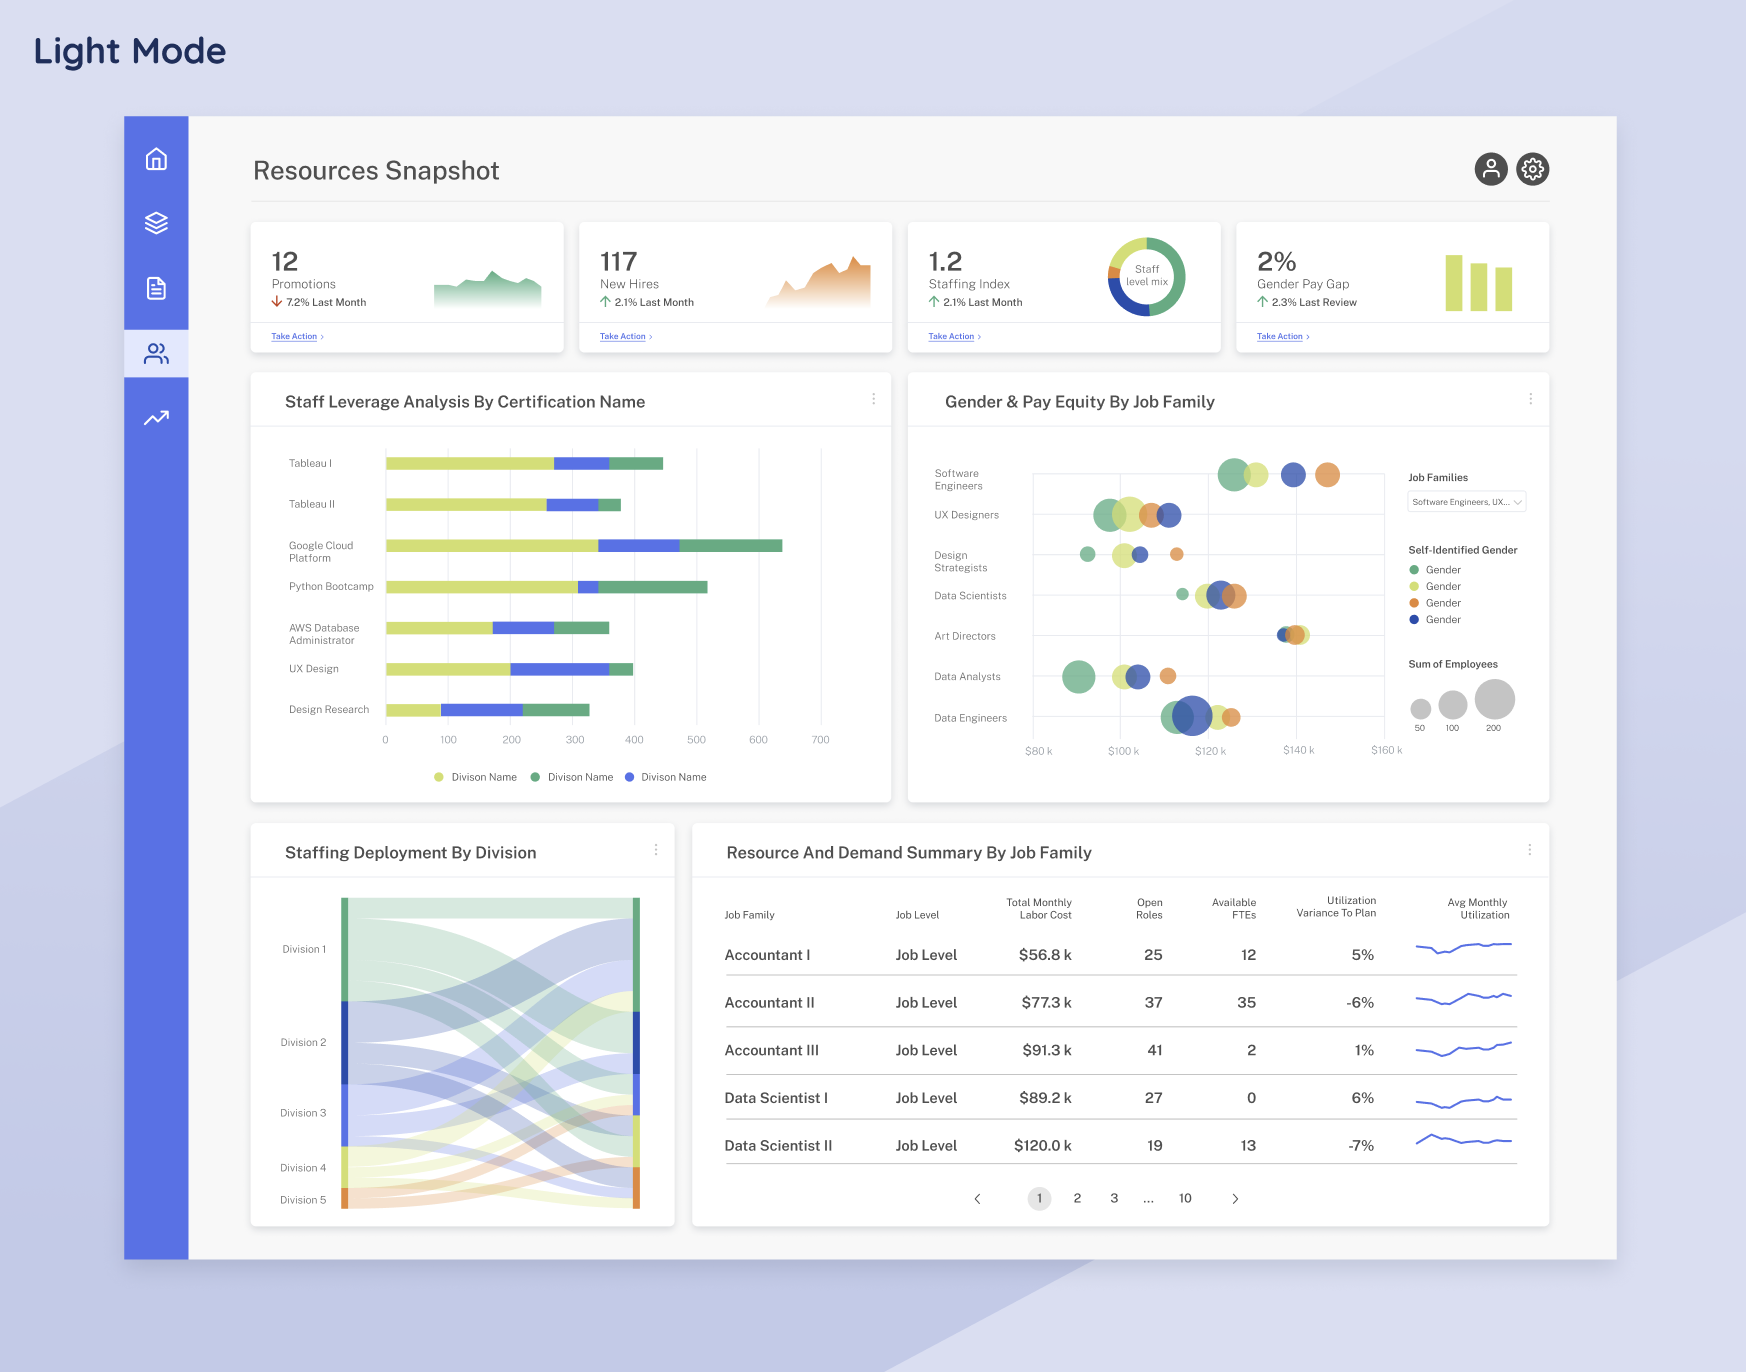 Light Mode
Resources Snapshot
12
Promotions
7.2% Last Month
Take Action
117
New Hires
2.1% Last Month
Take Action
1.2
Staffing Index
2.1% Last Month
Take Action
Staff
level mix
2%
Gender Pay Gap
2.3% Last Review
Take Action
Staff Leverage Analysis By Certification Name
Tableau I
Tableau II
Google Cloud
Platform
Python Bootcamp
AWS Database
Administrator
UX Design
Design Research
0 100 200 300 400 500 600 700
Divison Name Divison Name Divison Name
Gender & Pay Equity By Job Family
Software
Engineers
UX Designers
Design
Strategists
Data Scientists
Art Directors
Data Analysts
Data Engineers
$80 k $100 k $120 k $140 k $160 k
Job Families
Software Engineers, UX...
Self-Identified Gender
Gender
Gender
Gender
Gender
Sum of Employees
50 100 200
Staffing Deployment By Division
Division 1
Division 2
Division 3
Division 4
Division 5
Resource And Demand Summary By Job Family
Job Family Job Level Total Monthly Labor Cost Open Roles Available FTEs Utilization Variance To Plan Avg Monthly Utilization
Accountant I Job Level $56.8 k 25 12 5%
Accountant II Job Level $77.3 k 37 35 -6%
Accountant III Job Level $91.3 k 41 2 1%
Data Scientist I Job Level $89.2 k 27 0 6%
Data Scientist II Job Level $120.0 k 19 13 -7%
1 2 3 ... 10